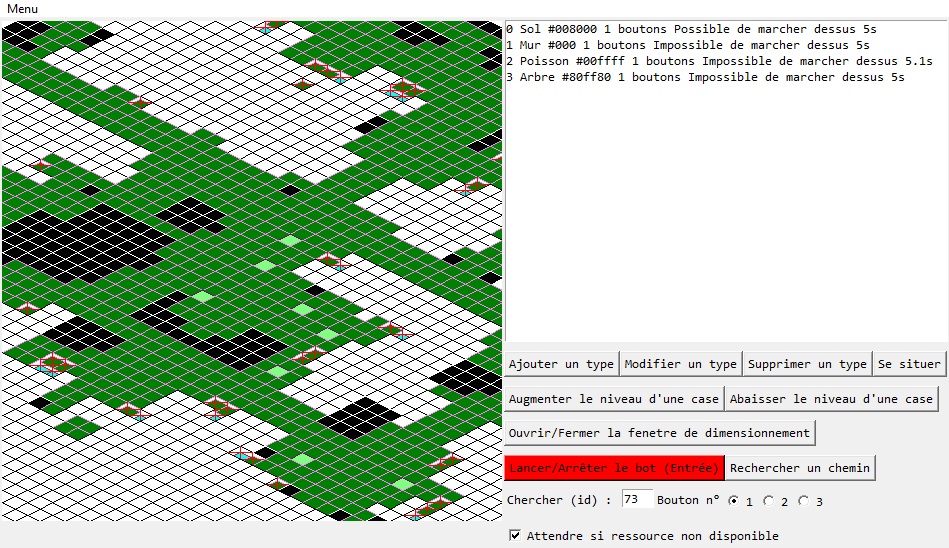 Menu
0 Sol #008000 1 boutons Possible de marcher dessus 5s
1 Mur #000 1 boutons Impossible de marcher dessus 5s
2 Poisson #00ffff 1 boutons Impossible de marcher dessus 5.1s
3 Arbre #80ff80 1 boutons Impossible de marcher dessus 5s
Ajouter un type Modifier un type Supprimer un type Se situer
Augmenter le niveau d'une case Abaisser le niveau d'une case
Ouvrir/Fermer la fenetre de dimensionnement
Lancer/Arrêter le bot (Entrée) Rechercher un chemin
Chercher (id) : 73 Bouton n° 1 2 3
Attendre si ressource non disponible